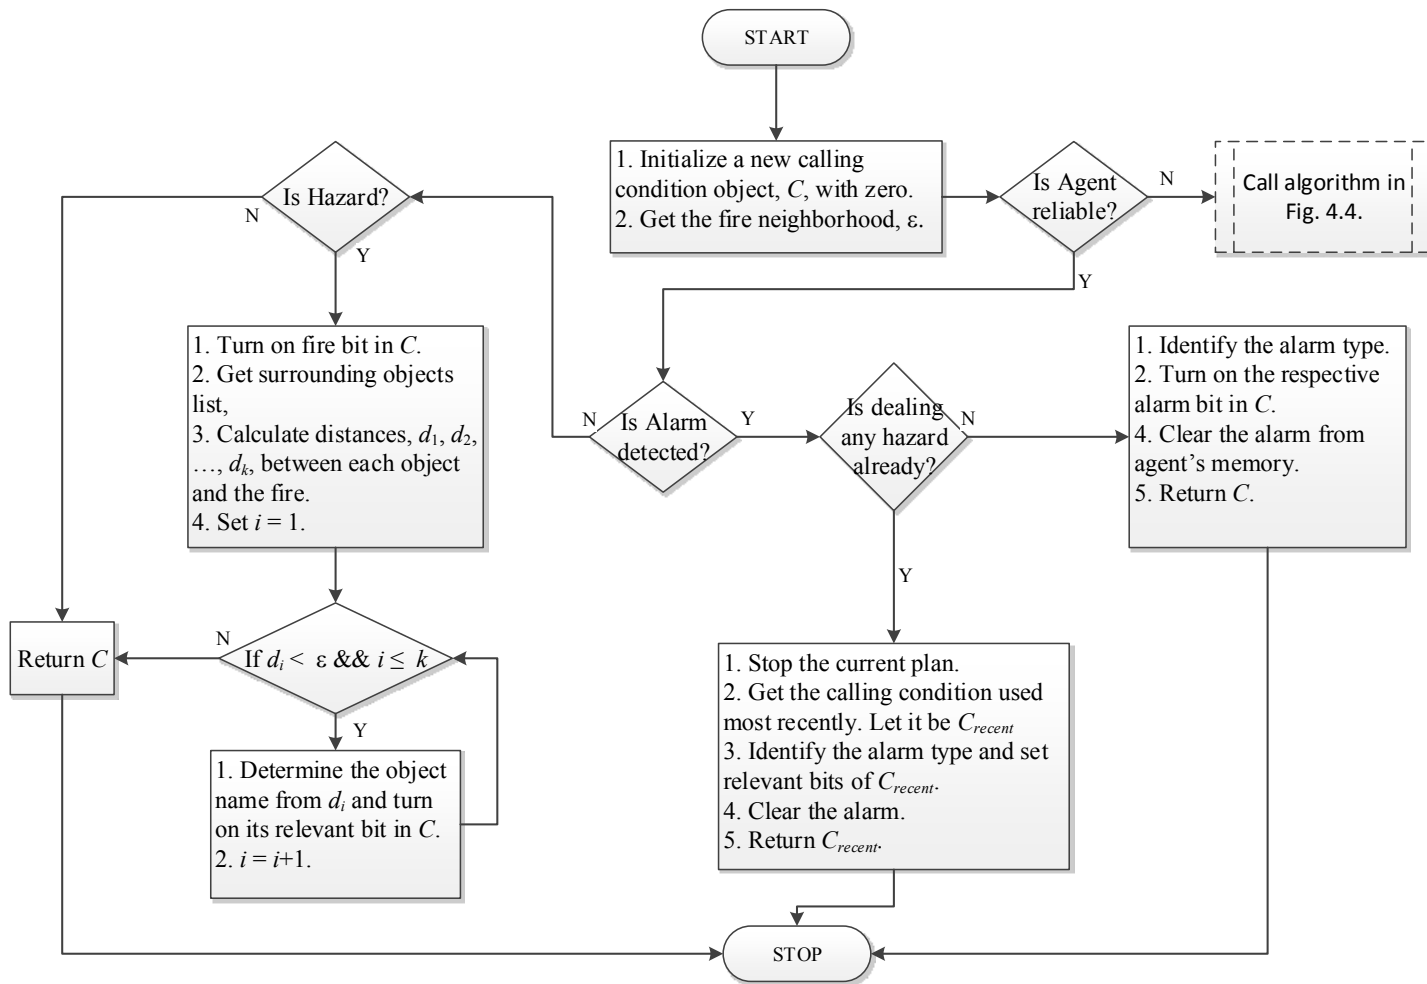 START
1. Initialize a new calling
condition object, C, with zero.
2. Get the fire neighborhood, ε.
Is Agent
reliable?
N
Call algorithm in
Fig. 4.4.
Y
Is Hazard?
N
Y
1. Turn on fire bit in C.
2. Get surrounding objects
list,
3. Calculate distances, d1, d2,
…, dk, between each object
and the fire.
4. Set i = 1.
N
Is Alarm
detected?
Y
Is dealing
any hazard
already?
N
Y
1. Identify the alarm type.
2. Turn on the respective
alarm bit in C.
4. Clear the alarm from
agent’s memory.
5. Return C.
Return C
N
If di < ε && i ≤ k
Y
1. Determine the object
name from di and turn
on its relevant bit in C.
2. i = i+1.
1. Stop the current plan.
2. Get the calling condition used
most recently. Let it be Crecent
3. Identify the alarm type and set
relevant bits of Crecent.
4. Clear the alarm.
5. Return Crecent.
STOP